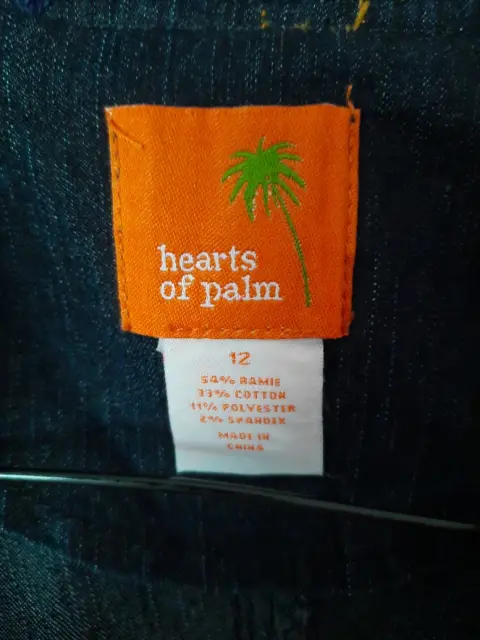 hearts
of palm
12
54% RAMIE
33% COTTON
11% POLYESTER
2% SPANDEX
MADE IN
CHINA